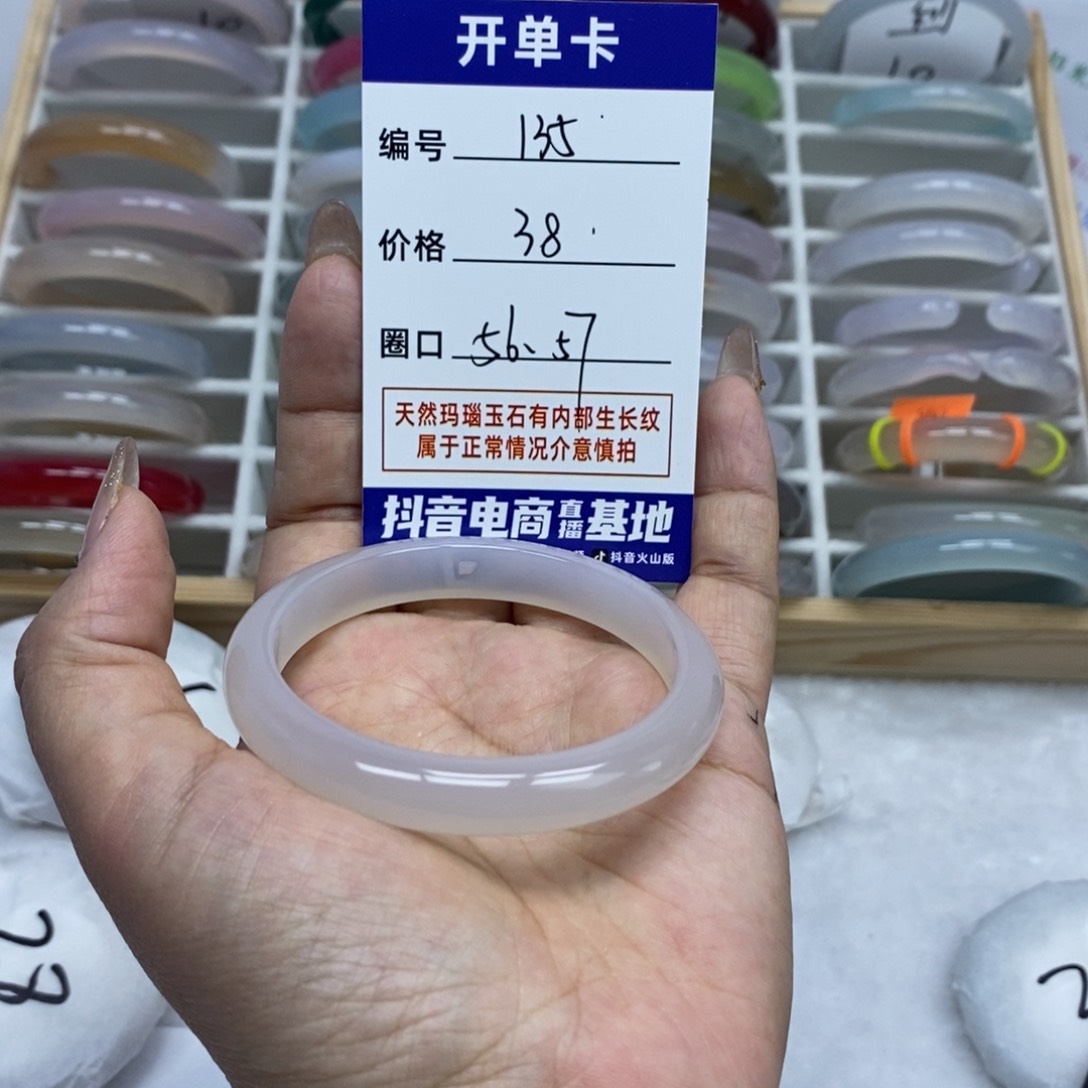 开单卡
编号 135
价格 38
圈口 56、57
天然玛瑙玉石有内部生长纹
属于正常情况介意慎拍
抖音电商直播基地
抖音火山版
28